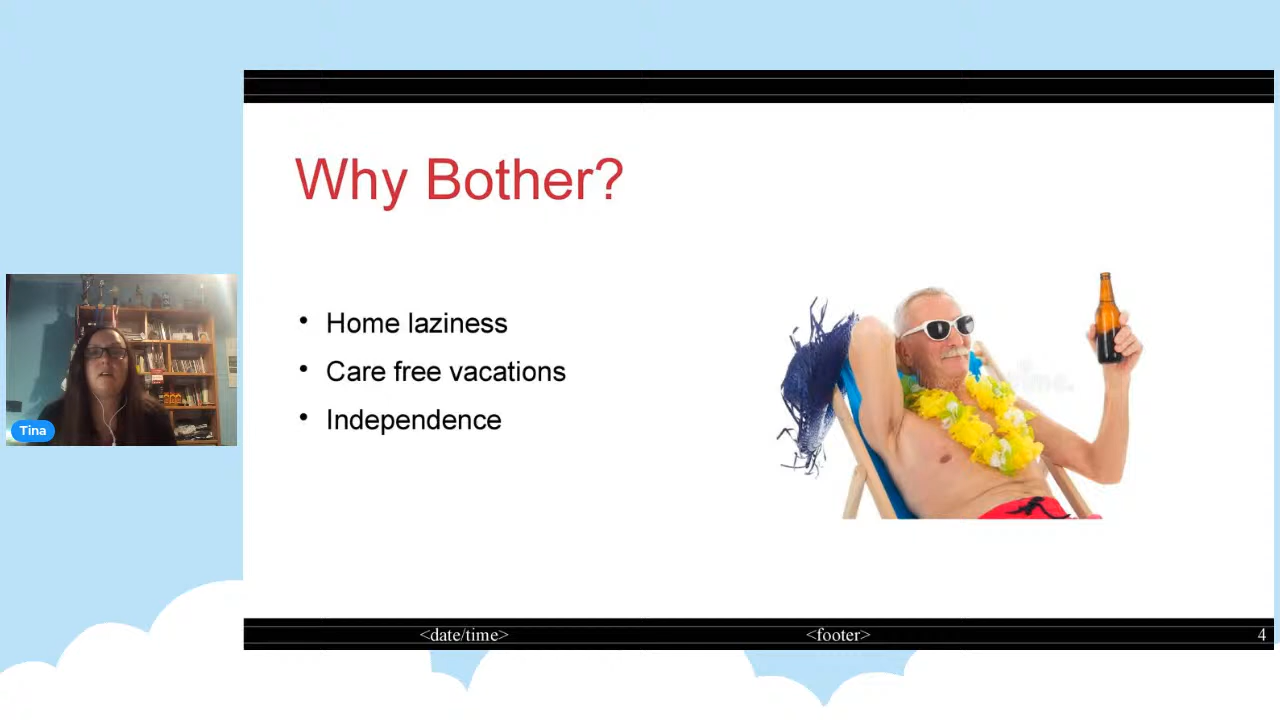 Why Bother?
• Home laziness
• Care free vacations
• Independence
Tina
<date/time>
<footer>
4